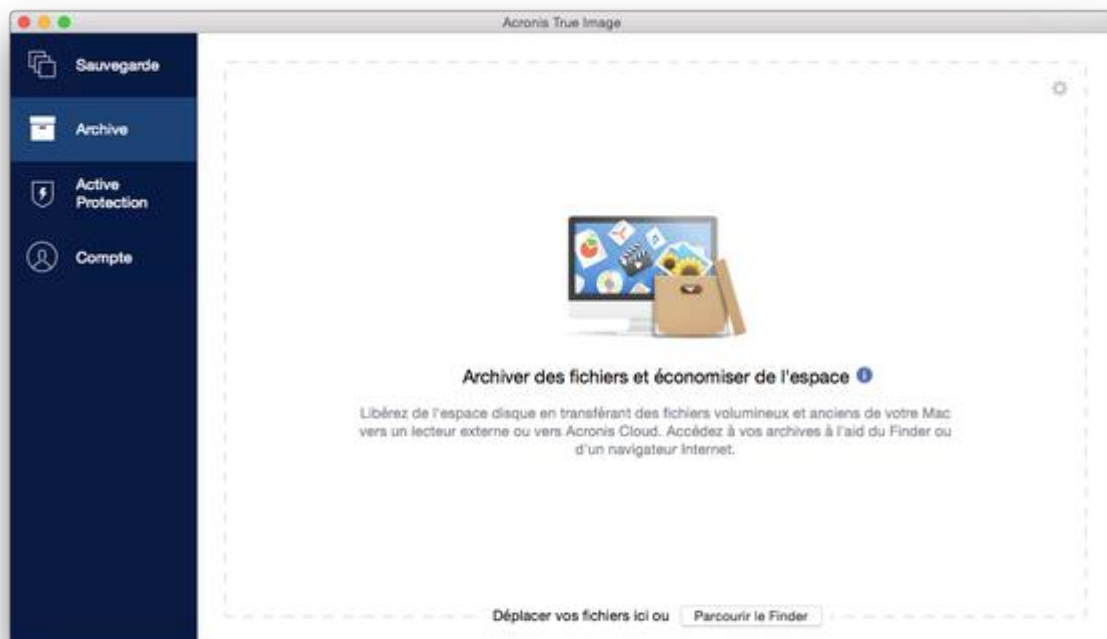 Acronis True Image
Sauvegarde
Archive
Active
Protection
Compte
Archiver des fichiers et économiser de l'espace
Libérez de l'espace disque en transférant des fichiers volumineux et anciens de votre Mac
vers un lecteur externe ou vers Acronis Cloud. Accédez à vos archives à l'aide du Finder ou
d'un navigateur Internet.
Déplacer vos fichiers ici ou Parcourir le Finder